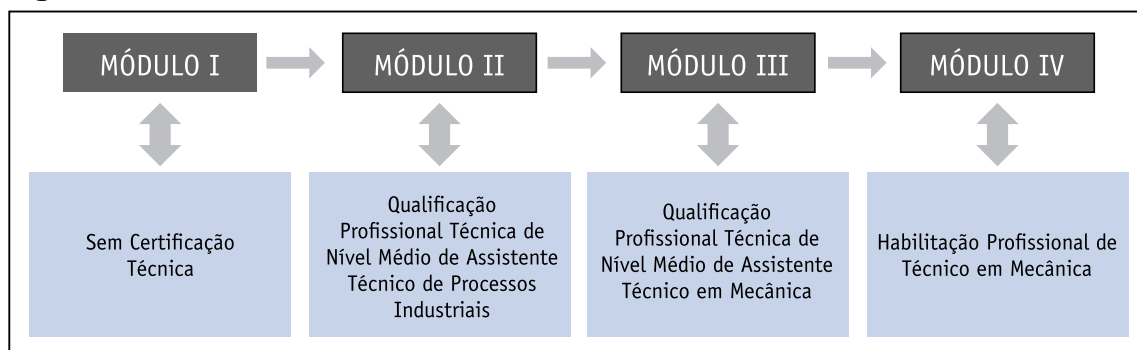 MÓDULO I
MÓDULO II
MÓDULO III
MÓDULO IV
Sem Certificação
Técnica
Qualificação
Profissional Técnica de
Nível Médio de Assistente
Técnico de Processos
Industriais
Qualificação
Profissional Técnica de
Nível Médio de Assistente
Técnico em Mecânica
Habilitação Profissional de
Técnico em Mecânica